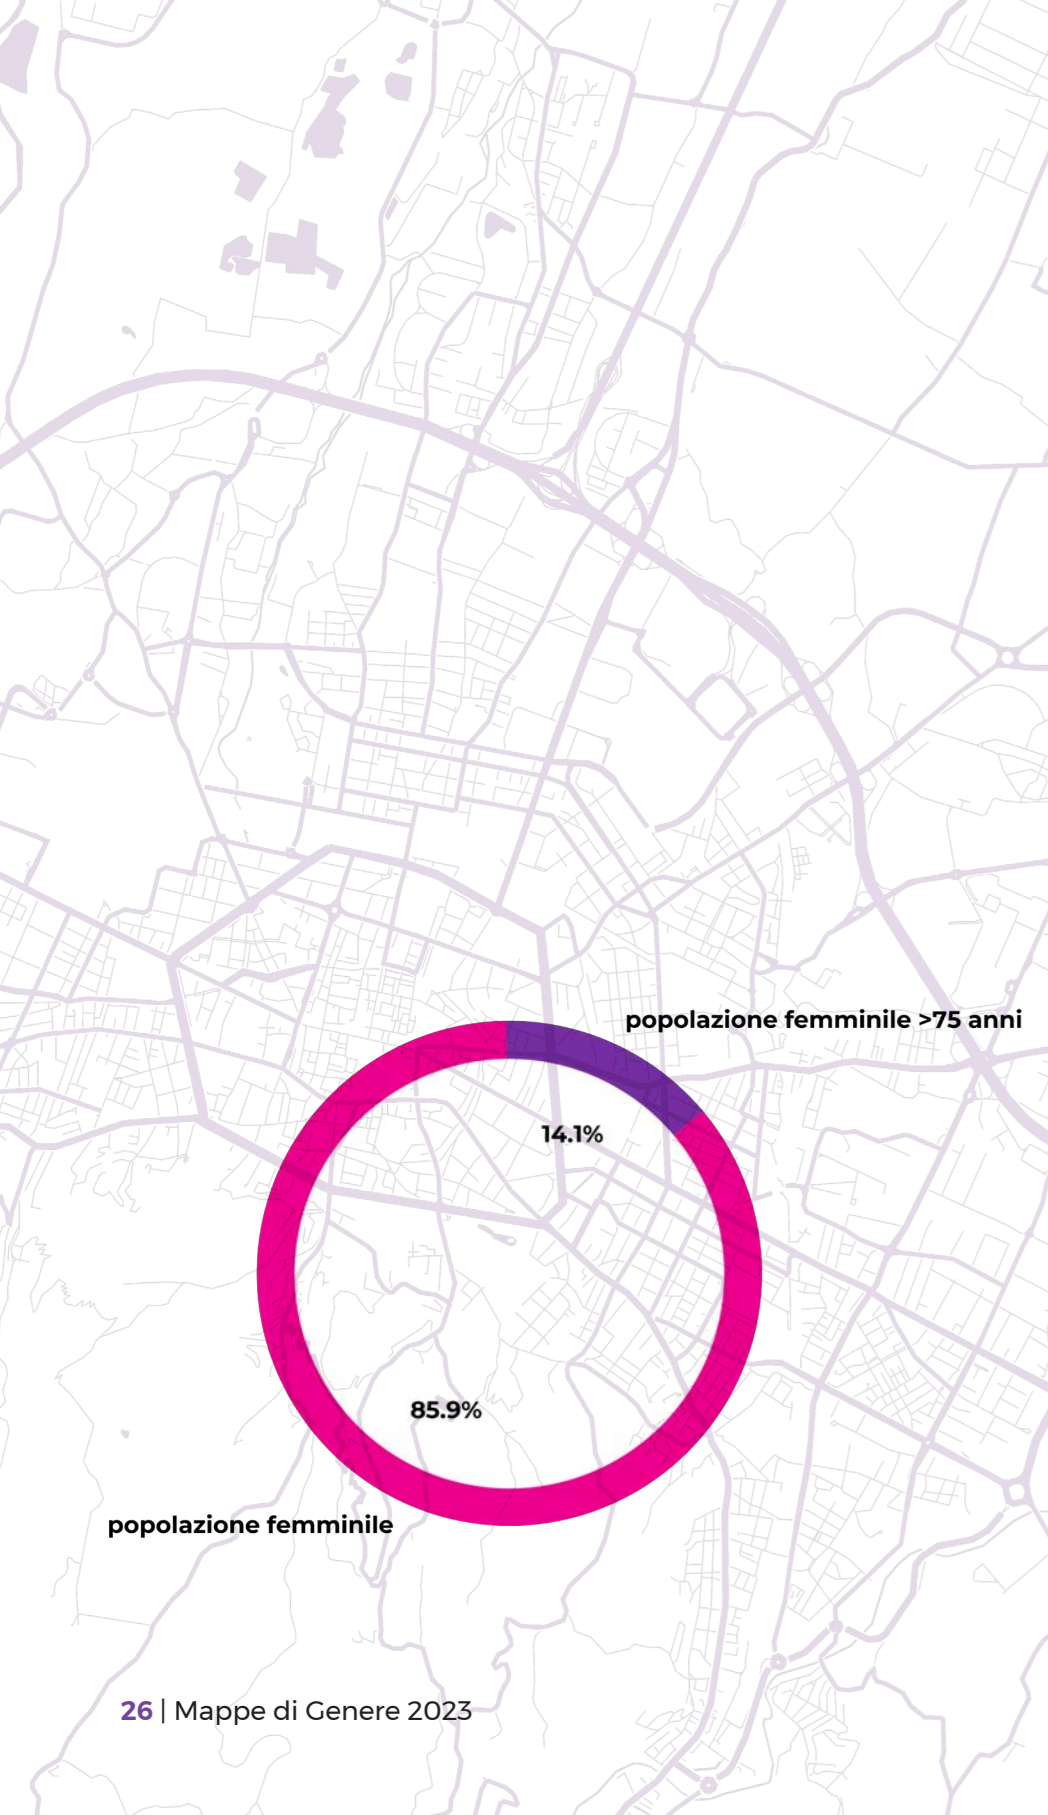 popolazione femminile >75 anni
14.1%
85.9%
popolazione femminile
26 | Mappe di Genere 2023